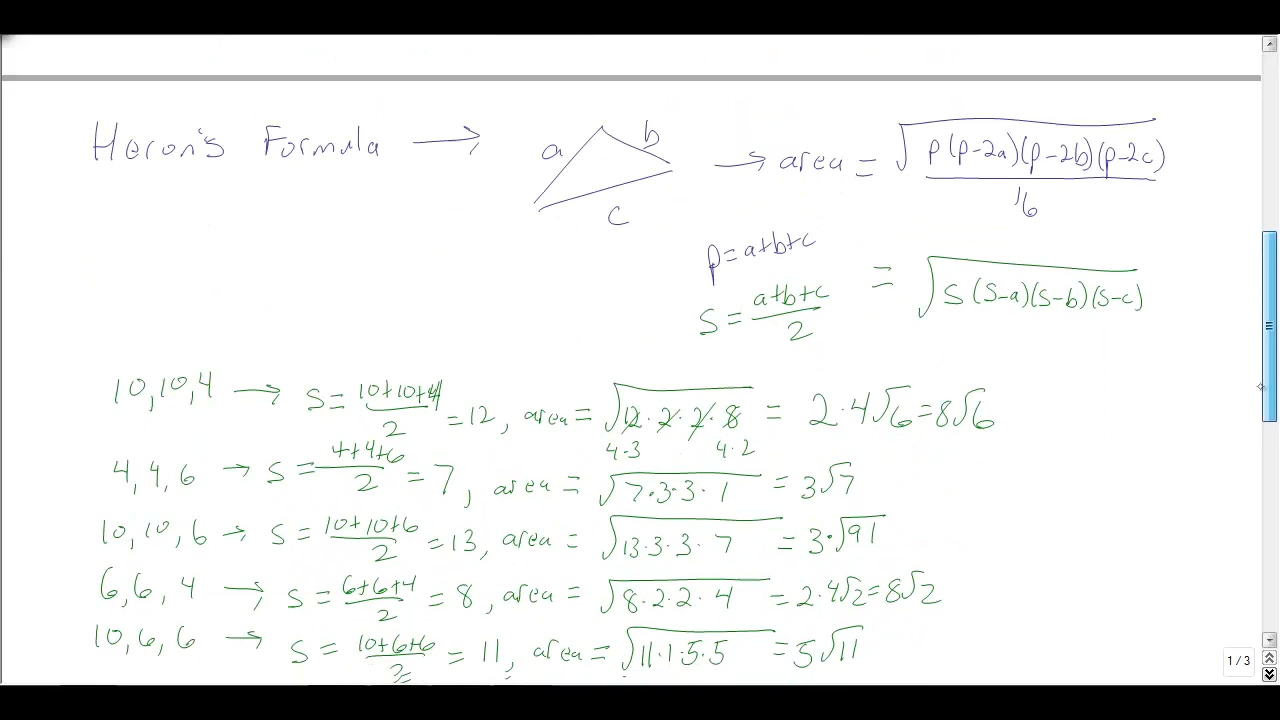 Heron's Formula → a b c → area = √(p(p-2a)(p-2b)(p-2c)/16)
p = a+b+c
s = (a+b+c)/2 = √(s(s-a)(s-b)(s-c))
10,10,4 → s = (10+10+4)/2 = 12, area = √(12·2·2·8) = 2·4√6 = 8√6
4·3 4·2
4,4,6 → s = (4+4+6)/2 = 7, area = √(7·3·3·1) = 3√7
10,10,6 → s = (10+10+6)/2 = 13, area = √(13·3·3·7) = 3·√91
6,6,4 → s = (6+6+4)/2 = 8, area = √(8·2·2·4) = 2·4√2 = 8√2
10,6,6 → s = (10+6+6)/2 = 11, area = √(11·1·5·5) = 5√11
1/3